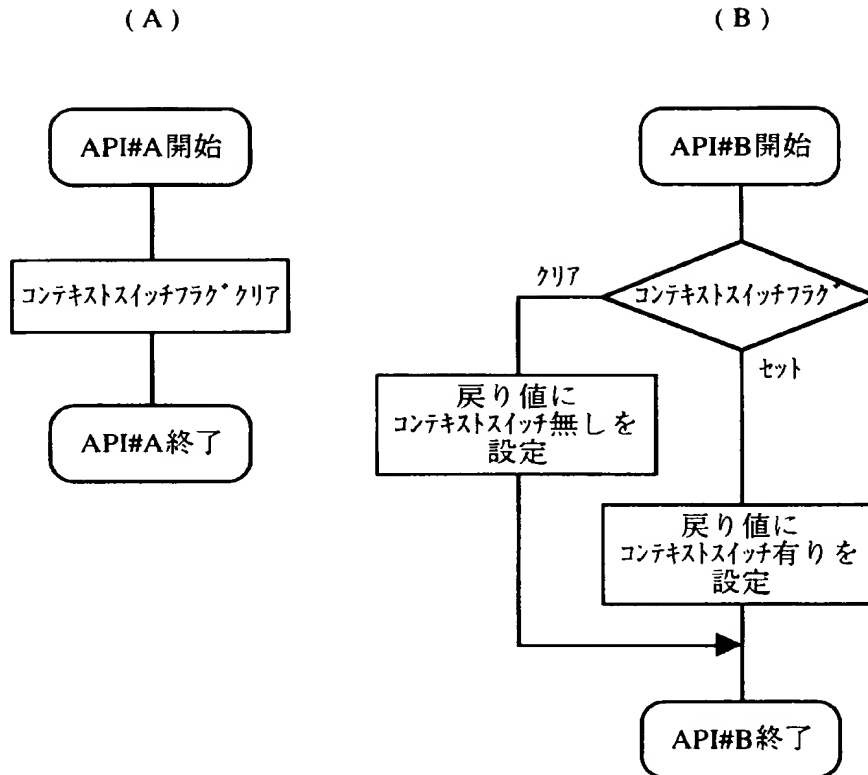 (A)
API#A開始
コンテキストスイッチフラグ クリア
API#A終了
(B)
API#B開始
コンテキストスイッチフラグ
クリア
セット
戻り値に
コンテキストスイッチ無しを
設定
戻り値に
コンテキストスイッチ有りを
設定
API#B終了